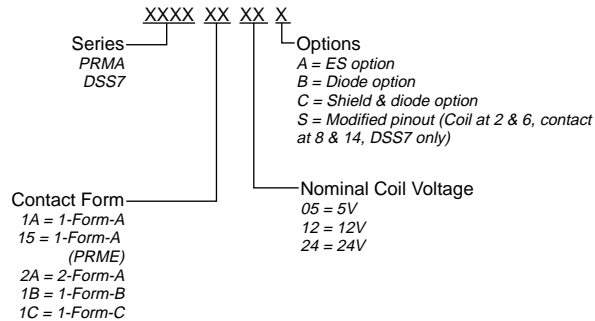 XXXX XX XX X
Series
PRMA
DSS7
Options
A = ES option
B = Diode option
C = Shield & diode option
S = Modified pinout (Coil at 2 & 6, contact
at 8 & 14, DSS7 only)
Contact Form
1A = 1-Form-A
15 = 1-Form-A
(PRME)
2A = 2-Form-A
1B = 1-Form-B
1C = 1-Form-C
Nominal Coil Voltage
05 = 5V
12 = 12V
24 = 24V